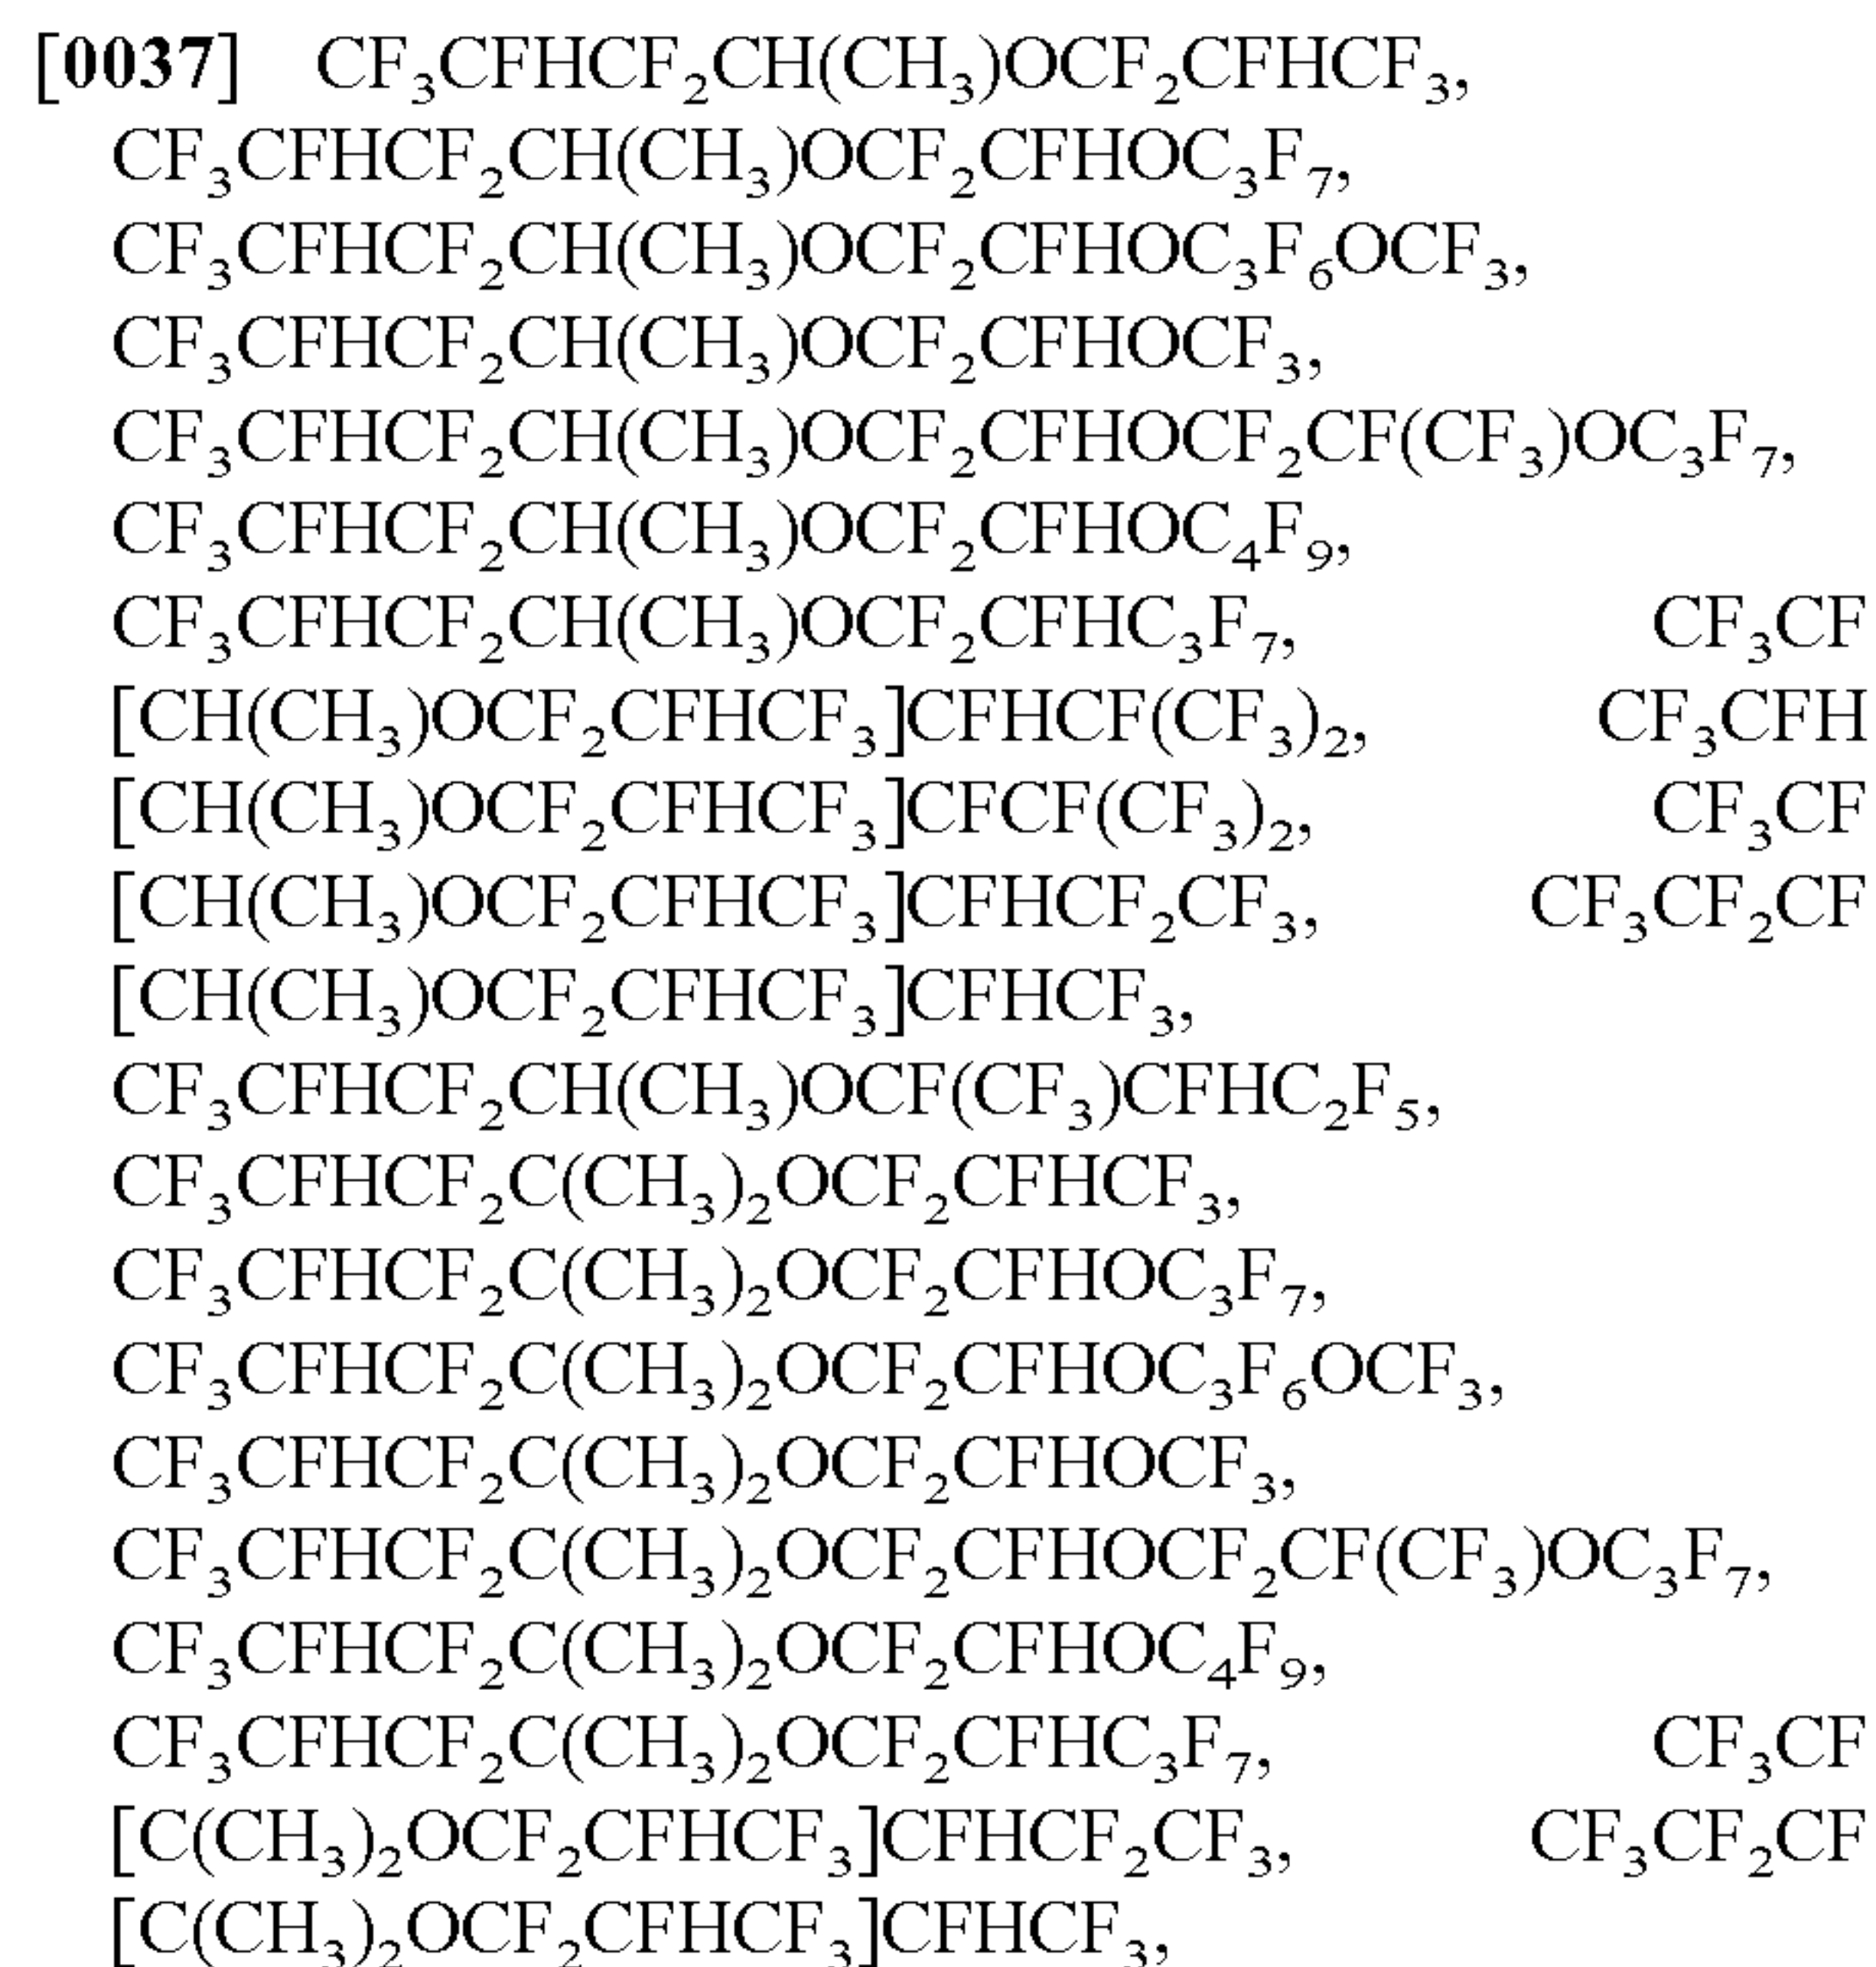 [0037] CF₃CFHCF₂CH(CH₃)OCF₂CFHCF₃,
CF₃CFHCF₂CH(CH₃)OCF₂CFHOC₃F₇,
CF₃CFHCF₂CH(CH₃)OCF₂CFHOC₃F₆OCF₃,
CF₃CFHCF₂CH(CH₃)OCF₂CFHOCF₃,
CF₃CFHCF₂CH(CH₃)OCF₂CFHOCF₂CF(CF₃)OC₃F₇,
CF₃CFHCF₂CH(CH₃)OCF₂CFHOC₄F₉,
CF₃CFHCF₂CH(CH₃)OCF₂CFHC₃F₇, CF₃CF
[CH(CH₃)OCF₂CFHCF₃]CFHCF(CF₃)₂, CF₃CFH
[CH(CH₃)OCF₂CFHCF₃]CFCF(CF₃)₂, CF₃CF
[CH(CH₃)OCF₂CFHCF₃]CFHCF₂CF₃, CF₃CF₂CF
[CH(CH₃)OCF₂CFHCF₃]CFHCF₃,
CF₃CFHCF₂CH(CH₃)OCF(CF₃)CFHC₂F₅,
CF₃CFHCF₂C(CH₃)₂OCF₂CFHCF₃,
CF₃CFHCF₂C(CH₃)₂OCF₂CFHOC₃F₇,
CF₃CFHCF₂C(CH₃)₂OCF₂CFHOC₃F₆OCF₃,
CF₃CFHCF₂C(CH₃)₂OCF₂CFHOCF₃,
CF₃CFHCF₂C(CH₃)₂OCF₂CFHOCF₂CF(CF₃)OC₃F₇,
CF₃CFHCF₂C(CH₃)₂OCF₂CFHOC₄F₉,
CF₃CFHCF₂C(CH₃)₂OCF₂CFHC₃F₇, CF₃CF
[C(CH₃)₂OCF₂CFHCF₃]CFHCF₂CF₃, CF₃CF₂CF
[C(CH₃)₂OCF₂CFHCF₃]CFHCF₃,